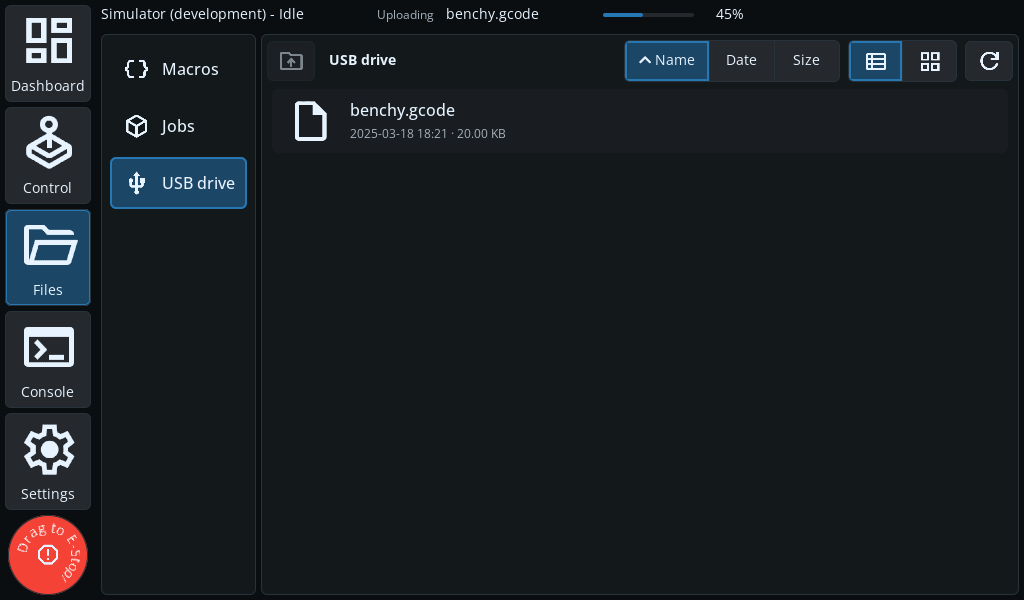 Simulator (development) - Idle
Uploading benchy.gcode 45%
Dashboard
Control
Files
Console
Settings
Drag to E-Stop!
Macros
Jobs
USB drive
USB drive
Name Date Size
benchy.gcode
2025-03-18 18:21 · 20.00 KB